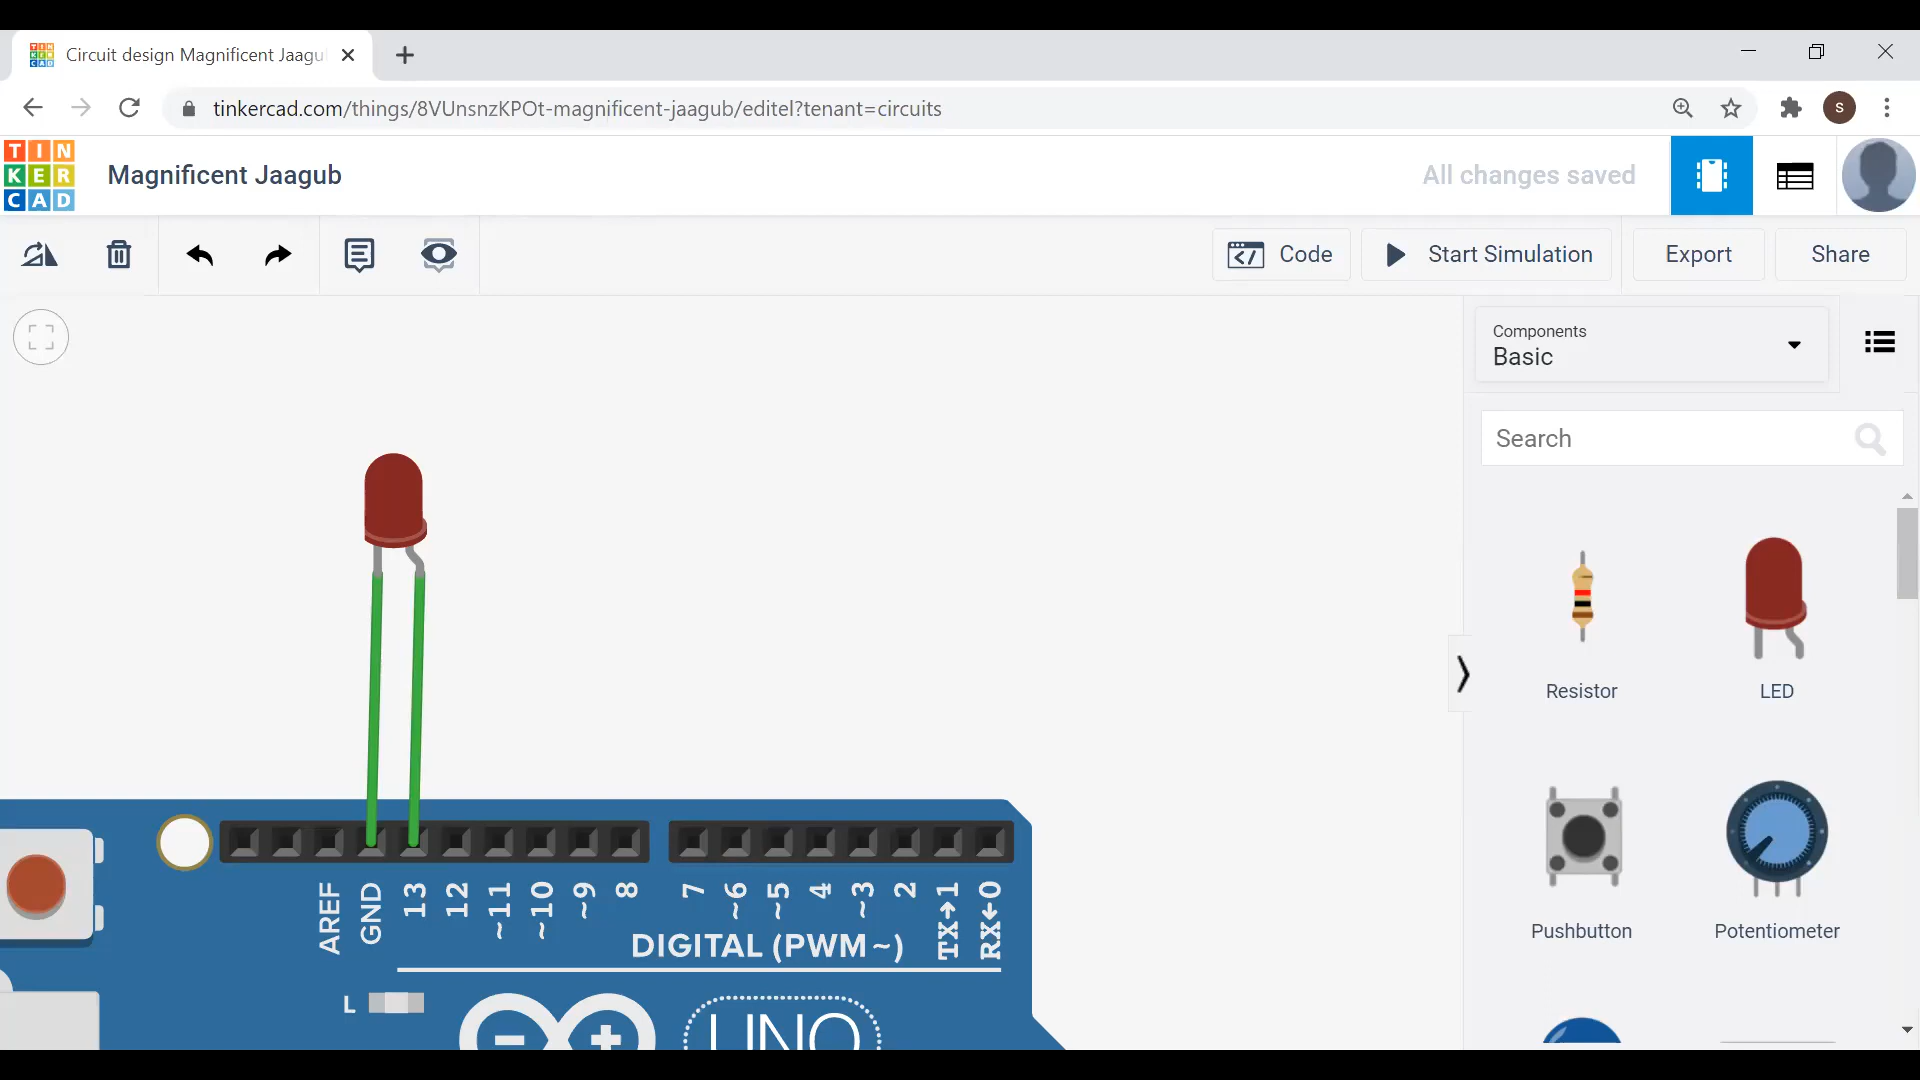 Circuit design Magnificent Jaagu
tinkercad.com/things/8VUnsnzKPOt-magnificent-jaagub/editel?tenant=circuits
S
TIN
KER
CAD
Magnificent Jaagub
All changes saved
Code
Start Simulation
Export
Share
Components
Basic
Search
Resistor
LED
Pushbutton
Potentiometer
AREF
GND
13
12
~11
~10
~9
8
7
~6
~5
4
~3
2
TX→1
RX←0
DIGITAL (PWM~)
L
UNO